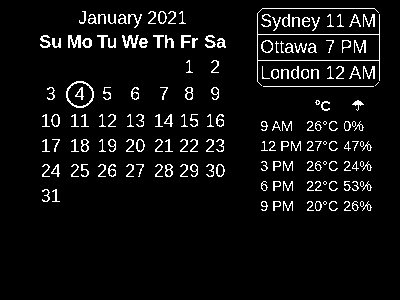 January 2021
Su Mo Tu We Th Fr Sa
1 2
3 4 5 6 7 8 9
10 11 12 13 14 15 16
17 18 19 20 21 22 23
24 25 26 27 28 29 30
31
Sydney 11 AM
Ottawa 7 PM
London 12 AM
°C ☂
9 AM 26°C 0%
12 PM 27°C 47%
3 PM 26°C 24%
6 PM 22°C 53%
9 PM 20°C 26%